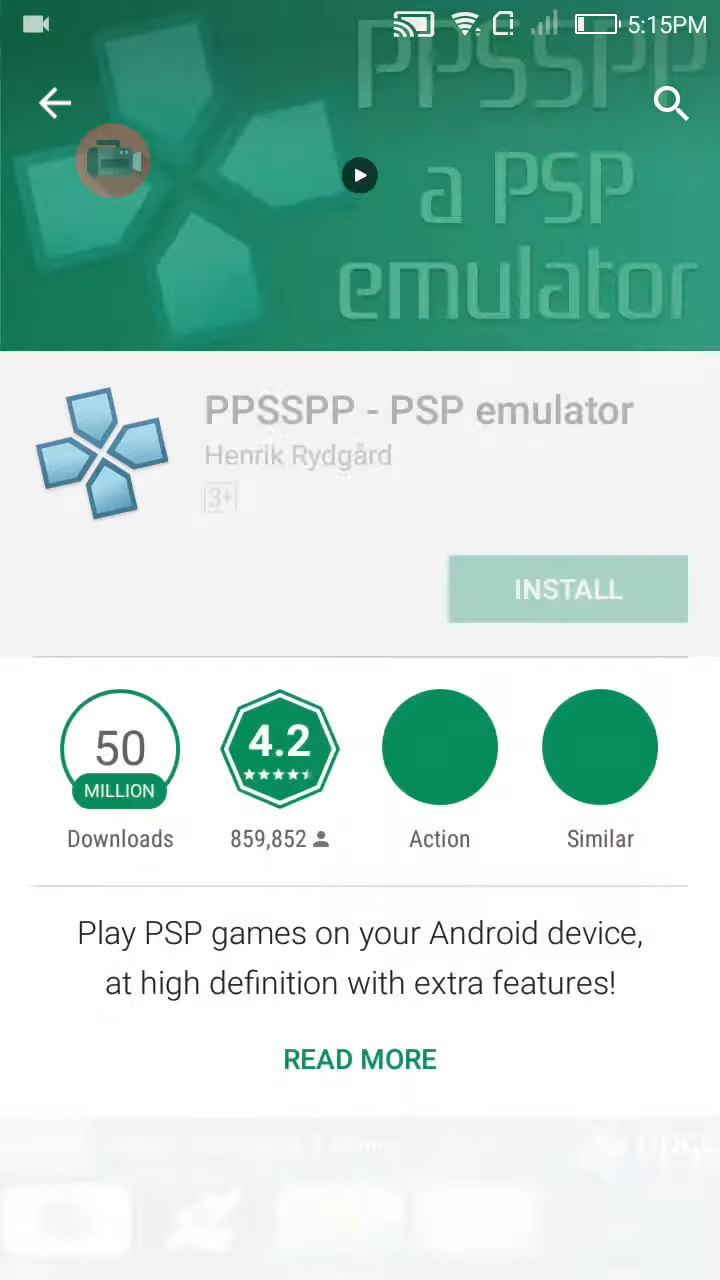 5:15PM
PPSSPP
a PSP
emulator
PPSSPP - PSP emulator
Henrik Rydgård
3+
INSTALL
50
MILLION
4.2
Downloads
859,852
Action
Similar
Play PSP games on your Android device,
at high definition with extra features!
READ MORE